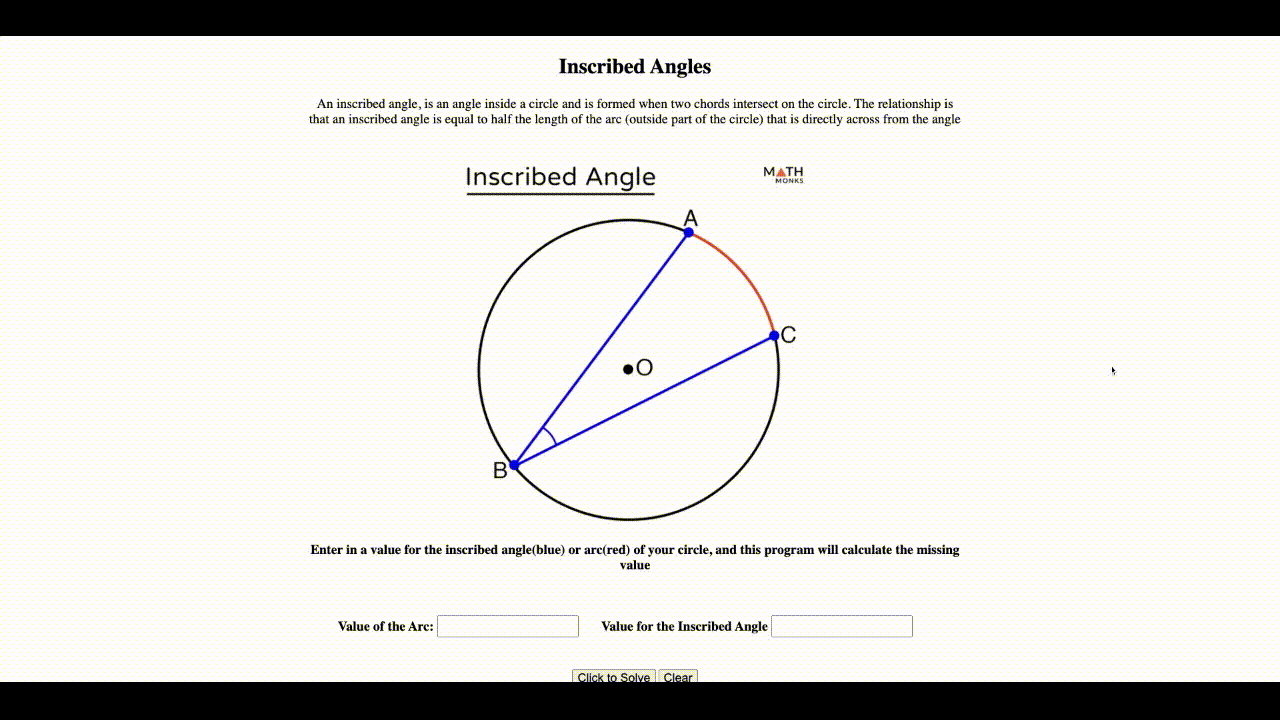 Inscribed Angles
An inscribed angle, is an angle inside a circle and is formed when two chords intersect on the circle. The relationship is
that an inscribed angle is equal to half the length of the arc (outside part of the circle) that is directly across from the angle
Inscribed Angle
MATH
MONKS
A
C
O
B
Enter in a value for the inscribed angle(blue) or arc(red) of your circle, and this program will calculate the missing
value
Value of the Arc: Value for the Inscribed Angle
Click to Solve Clear